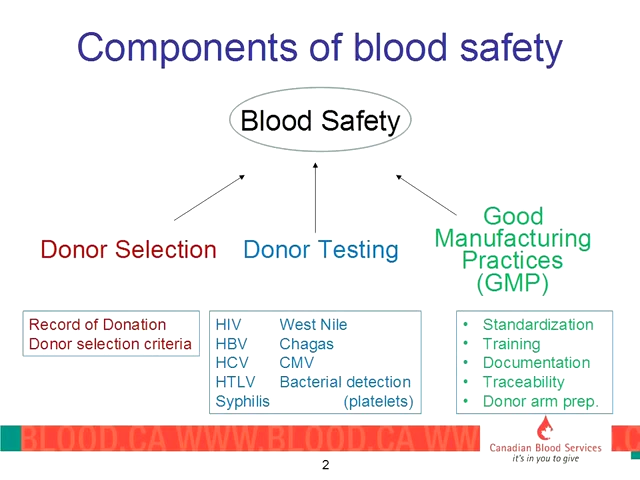 Components of blood safety
Blood Safety
Donor Selection
Donor Testing
Good
Manufacturing
Practices
(GMP)
Record of Donation
Donor selection criteria
HIV West Nile
HBV Chagas
HCV CMV
HTLV Bacterial detection
Syphilis (platelets)
• Standardization
• Training
• Documentation
• Traceability
• Donor arm prep.
BLOOD.CA WWW.BLOOD.CA WWW.BLOOD
Canadian Blood Services
it's in you to give
2